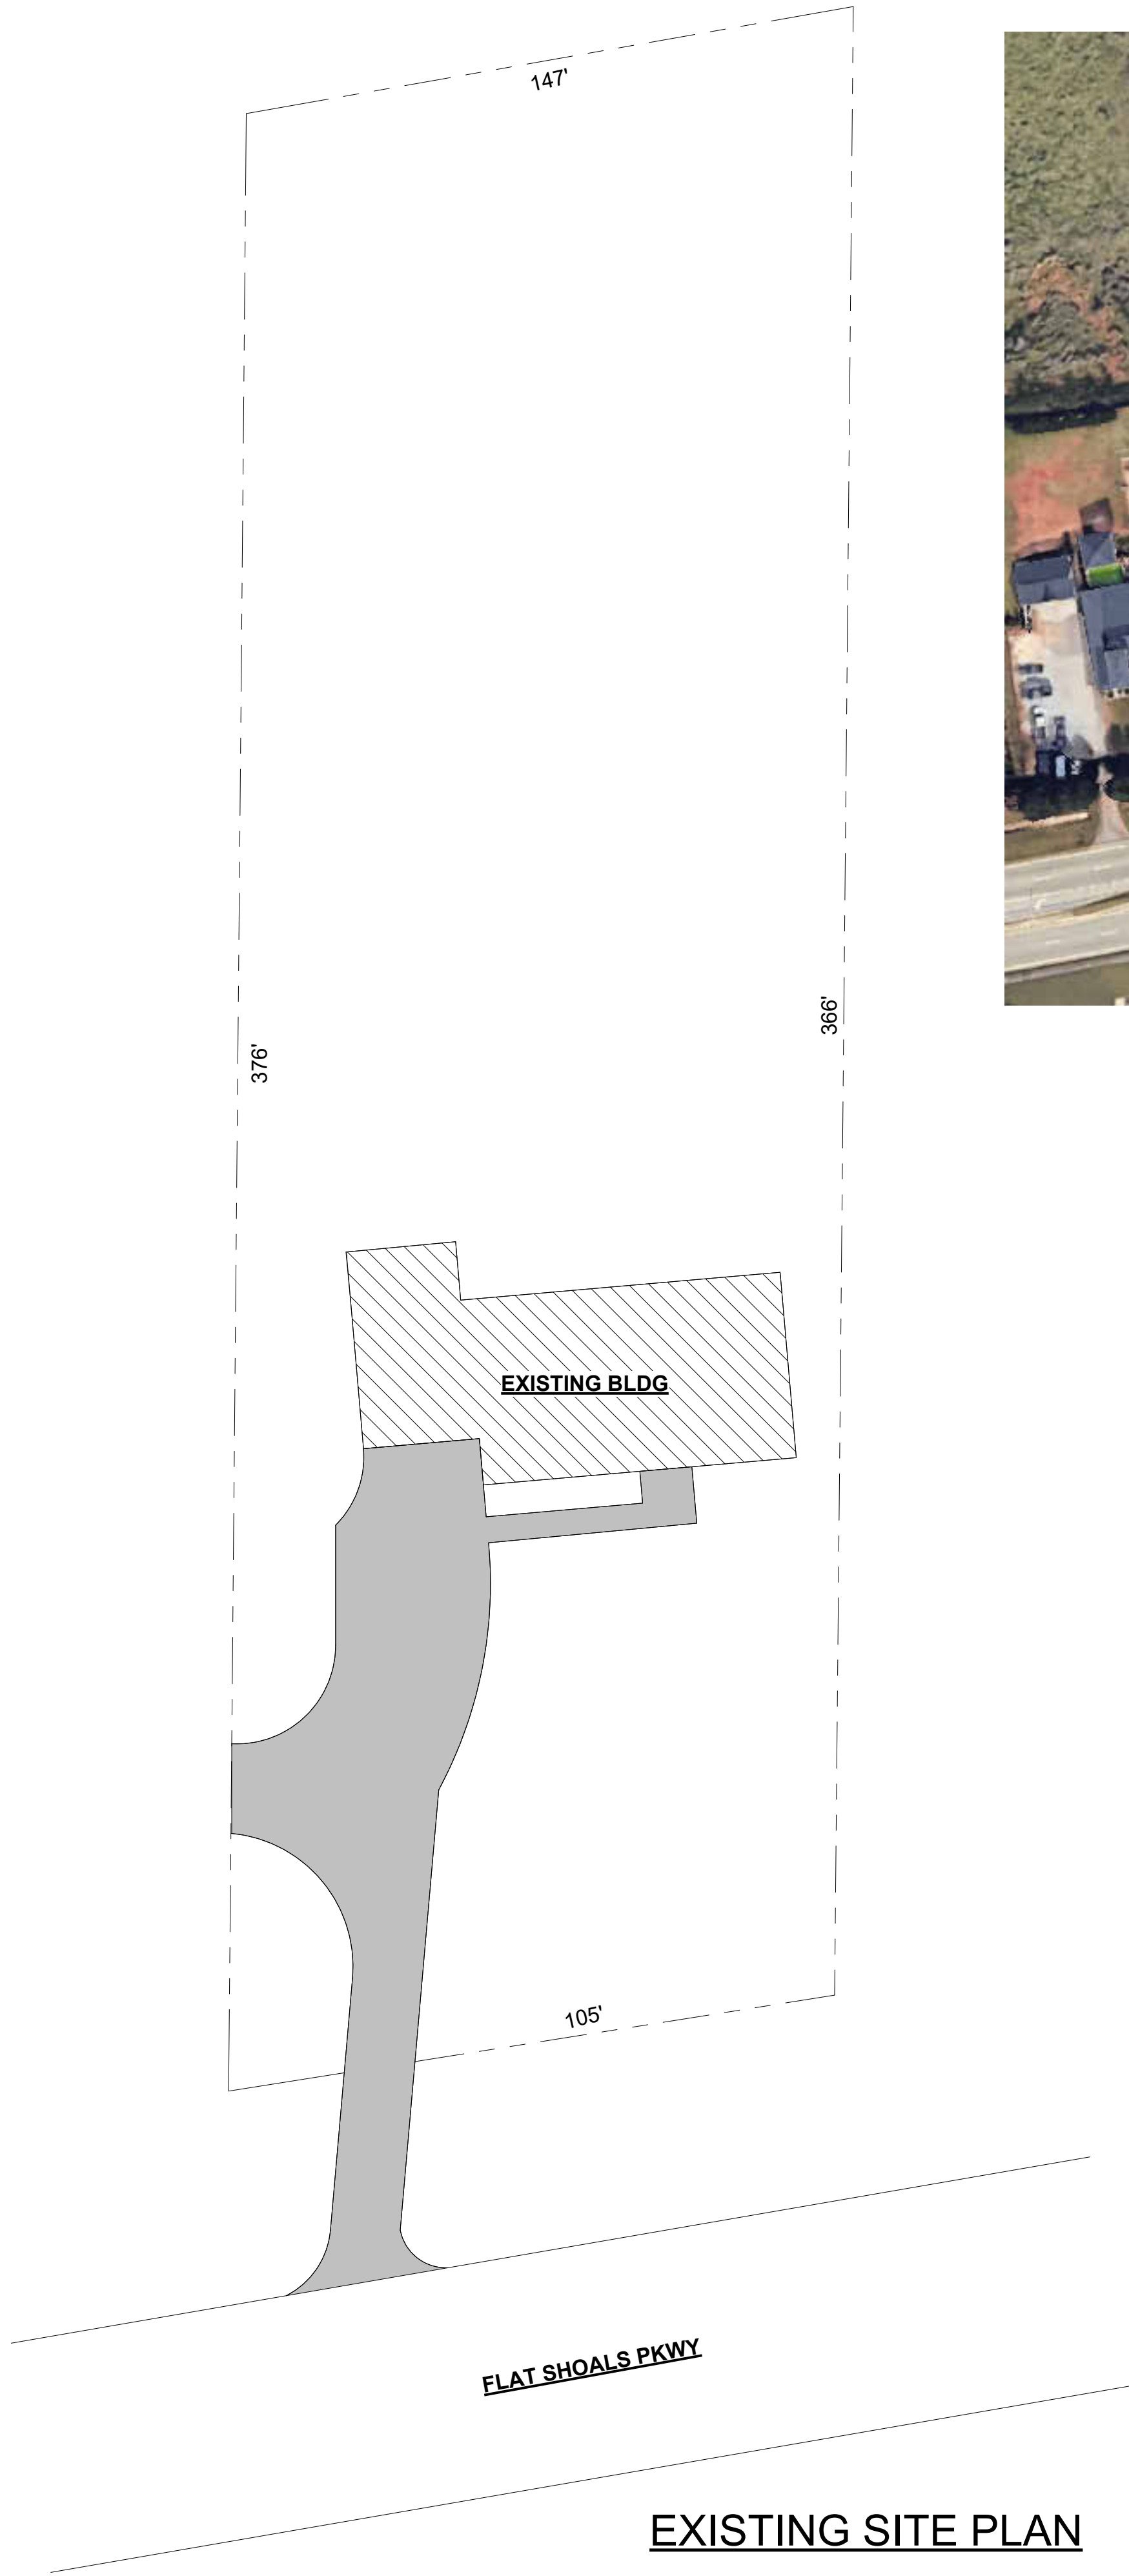 147'
366'
376'
EXISTING BLDG
105'
FLAT SHOALS PKWY
EXISTING SITE PLAN